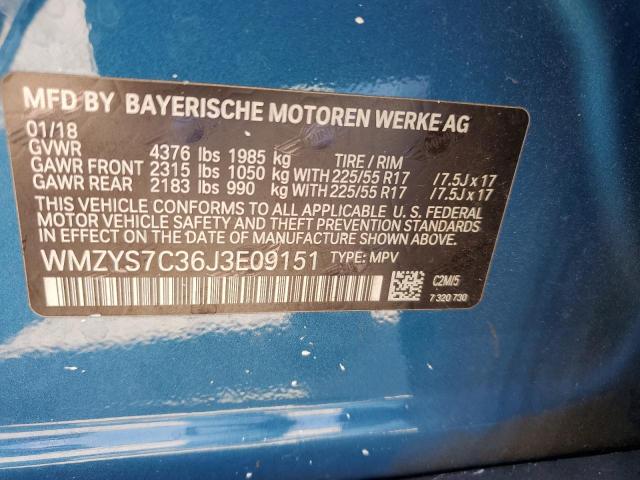 MFD BY BAYERISCHE MOTOREN WERKE AG
01/18
GVWR 4376 lbs 1985 kg TIRE / RIM
GAWR FRONT 2315 lbs 1050 kg WITH 225/55 R17 /7.5J x 17
GAWR REAR 2183 lbs 990 kg WITH 225/55 R17 /7.5J x 17
THIS VEHICLE CONFORMS TO ALL APPLICABLE U. S. FEDERAL
MOTOR VEHICLE SAFETY AND THEFT PREVENTION STANDARDS
IN EFFECT ON THE DATE OF MANUFACTURE SHOWN ABOVE.
WMZYS7C36J3E09151 TYPE: MPV
C2M/5
7 320 730